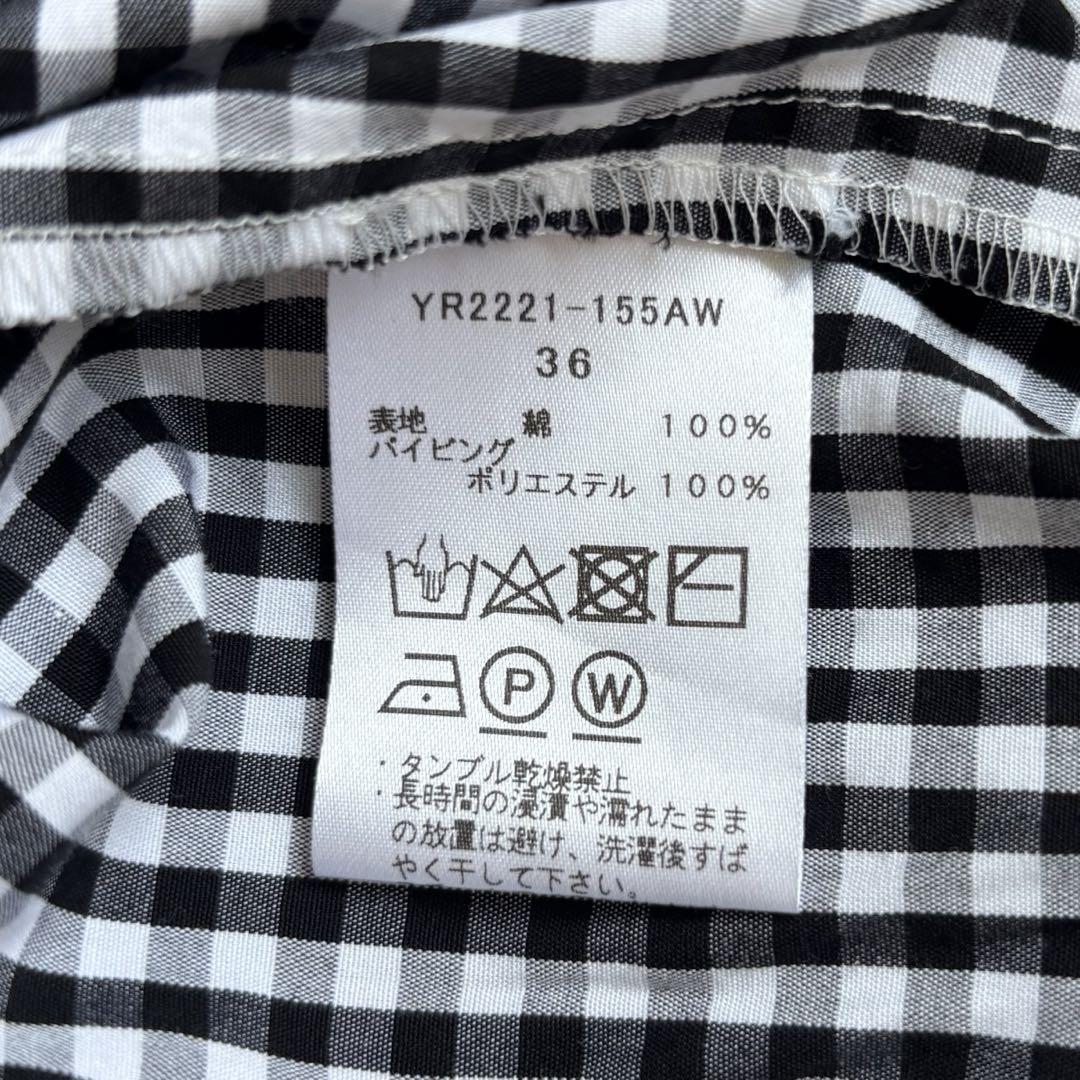 YR2221-155AW
36
表地 綿 100%
パイピング
ポリエステル 100%
P W
・タンブル乾燥禁止
・長時間の浸漬や濡れたまま
の放置は避け、洗濯後すば
やく干して下さい。